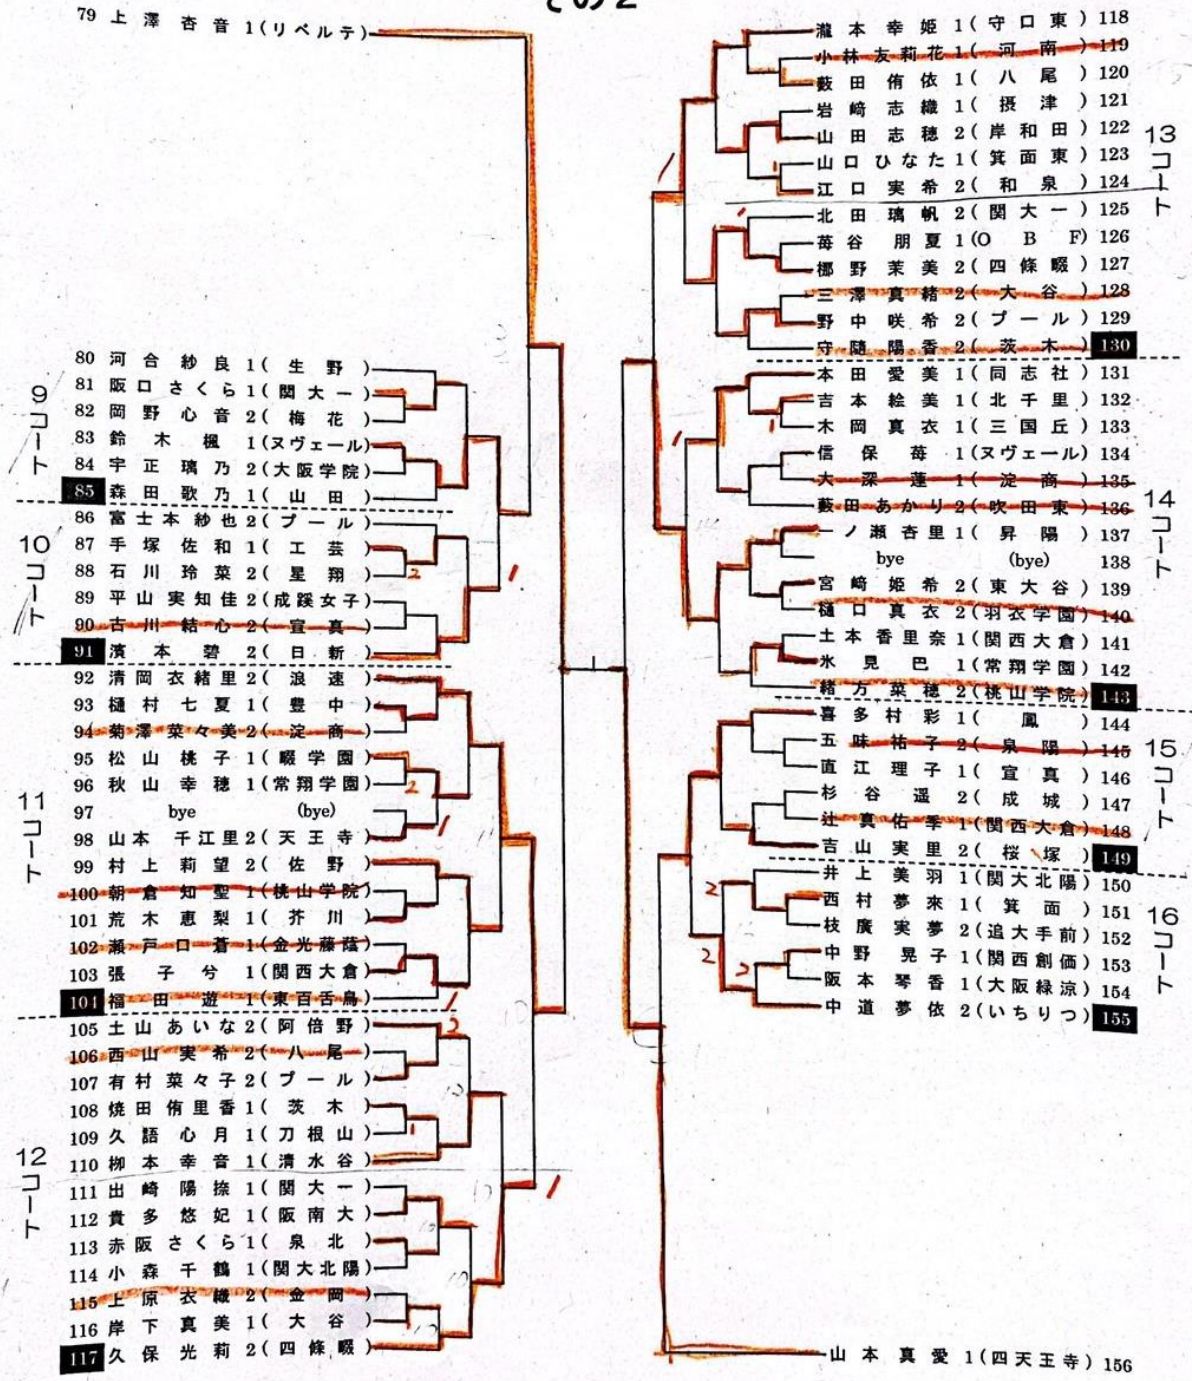 その２
79 上澤杏音 1(リベルテ)
80 河合紗良 1(生野)
81 阪口さくら 1(関大一)
82 岡野心音 2(梅花)
83 鈴木楓 1(ヌヴェール)
84 宇正璃乃 2(大阪学院)
85 森田歌乃 1(山田)
9コート
86 富士本紗也 2(プール)
87 手塚佐和 1(工芸)
88 石川玲菜 2(星翔)
2
89 平山実知佳 2(成蹊女子)
90 古川結心 2(宣真)
91 濱本碧 2(日新)
10コート
1
92 清岡衣緒里 2(浪速)
93 樋村七夏 1(豊中)
94 菊澤菜々美 2(淀商)
95 松山桃子 1(畷学園)
96 秋山幸穂 1(常翔学園)
2
97 bye (bye)
98 山本千江里 2(天王寺)
1
99 村上莉望 2(佐野)
100 朝倉知聖 1(桃山学院)
101 荒木恵梨 1(芥川)
102 瀬戸口蒼 1(金光藤蔭)
103 張子兮 1(関西大倉)
104 福田遊 1(東百舌鳥)
1
11コート
105 土山あいな 2(阿倍野)
2
106 西山実希 2(八尾)
107 有村菜々子 2(プール)
108 焼田侑里香 1(茨木)
109 久語心月 1(刀根山)
1
110 栁本幸音 1(清水谷)
111 出崎陽捺 1(関大一)
1
112 貴多悠妃 1(阪南大)
113 赤阪さくら 1(泉北)
114 小森千鶴 1(関大北陽)
115 上原衣織 2(金岡)
116 岸下真美 1(大谷)
117 久保光莉 2(四條畷)
12コート
瀧本幸姫 1(守口東) 118
小林友莉花 1(河南) 119
藪田侑依 1(八尾) 120
岩崎志織 1(摂津) 121
山田志穂 2(岸和田) 122
山口ひなた 1(箕面東) 123
江口実希 2(和泉) 124
1
北田璃帆 2(関大一) 125
苺谷朋夏 1(OBF) 126
梛野茉美 2(四條畷) 127
三澤真緒 2(大谷) 128
野中咲希 2(プール) 129
守随陽香 2(茨木) 130
13コート
本田愛美 1(同志社) 131
吉本絵美 1(北千里) 132
木岡真衣 1(三国丘) 133
1
信保苺 1(ヌヴェール) 134
大深蓮 1(淀商) 135
藪田あかり 2(吹田東) 136
一ノ瀬杏里 1(昇陽) 137
bye (bye) 138
宮崎姫希 2(東大谷) 139
樋口真衣 2(羽衣学園) 140
土本香里奈 1(関西大倉) 141
氷見巴 1(常翔学園) 142
緒方菜穂 2(桃山学院) 143
14コート
喜多村彩 1(鳳) 144
五味祐子 2(泉陽) 145
直江理子 1(宣真) 146
杉谷遥 2(成城) 147
辻真佑季 1(関西大倉) 148
吉山実里 2(桜塚) 149
15コート
井上美羽 1(関大北陽) 150
2
西村夢來 1(箕面) 151
枝廣実夢 2(追大手前) 152
中野晃子 1(関西創価) 153
2
2
阪本琴香 1(大阪緑涼) 154
中道夢依 2(いちりつ) 155
16コート
山本真愛 1(四天王寺) 156